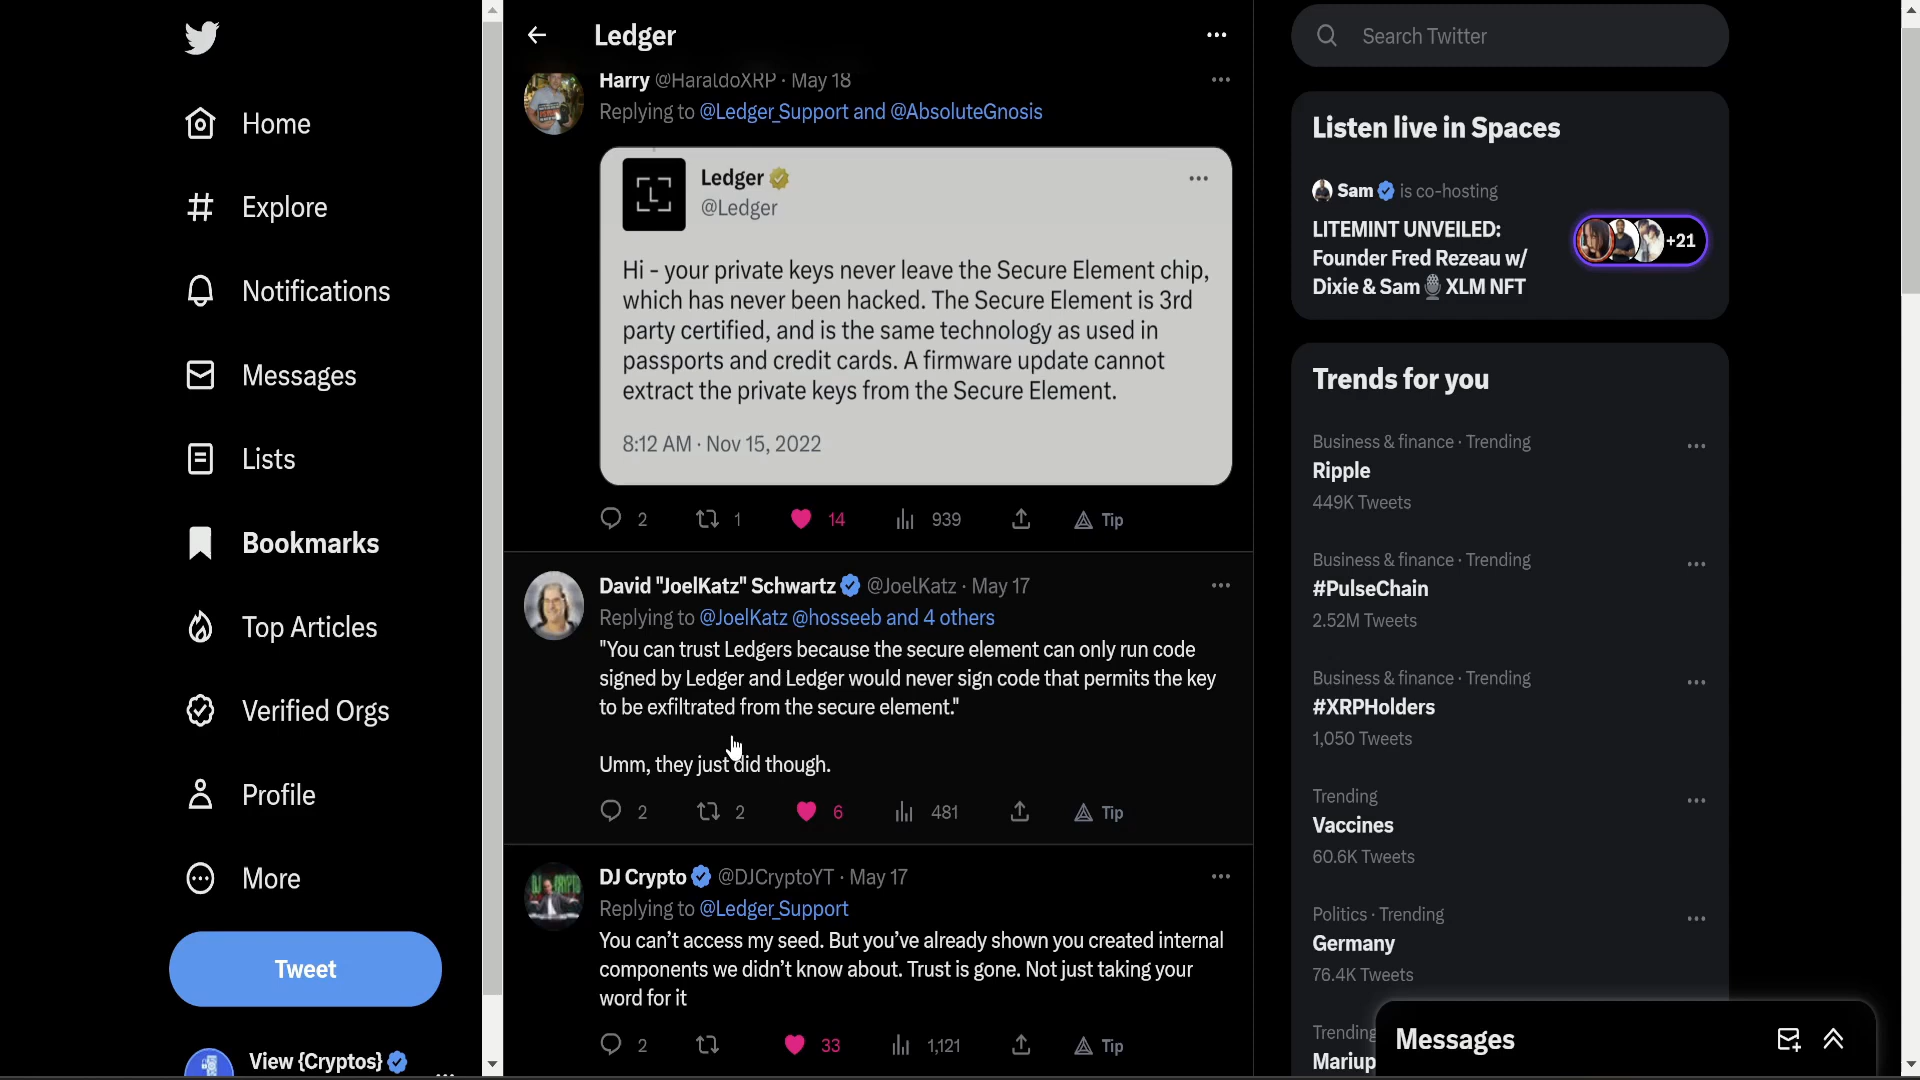 Home
Explore
Notifications
Messages
Lists
Bookmarks
Top Articles
Verified Orgs
Profile
More
Tweet
View {Cryptos}
Ledger
Harry @HaraldoXRP · May 18
Replying to @Ledger_Support and @AbsoluteGnosis
Ledger
@Ledger
Hi - your private keys never leave the Secure Element chip,
which has never been hacked. The Secure Element is 3rd
party certified, and is the same technology as used in
passports and credit cards. A firmware update cannot
extract the private keys from the Secure Element.
8:12 AM · Nov 15, 2022
2 1 14 939 Tip
David "JoelKatz" Schwartz @JoelKatz · May 17
Replying to @JoelKatz @hosseeb and 4 others
"You can trust Ledgers because the secure element can only run code
signed by Ledger and Ledger would never sign code that permits the key
to be exfiltrated from the secure element."
Umm, they just did though.
2 2 6 481 Tip
DJ Crypto @DJCryptoYT · May 17
Replying to @Ledger_Support
You can't access my seed. But you've already shown you created internal
components we didn't know about. Trust is gone. Not just taking your
word for it
2 33 1,121 Tip
Search Twitter
Listen live in Spaces
Sam is co-hosting
LITEMINT UNVEILED:
Founder Fred Rezeau w/
Dixie & Sam🎙️XLM NFT
+21
Trends for you
Business & finance · Trending
Ripple
449K Tweets
Business & finance · Trending
#PulseChain
2.52M Tweets
Business & finance · Trending
#XRPHolders
1,050 Tweets
Trending
Vaccines
60.6K Tweets
Politics · Trending
Germany
76.4K Tweets
Trending
Mariup
Messages